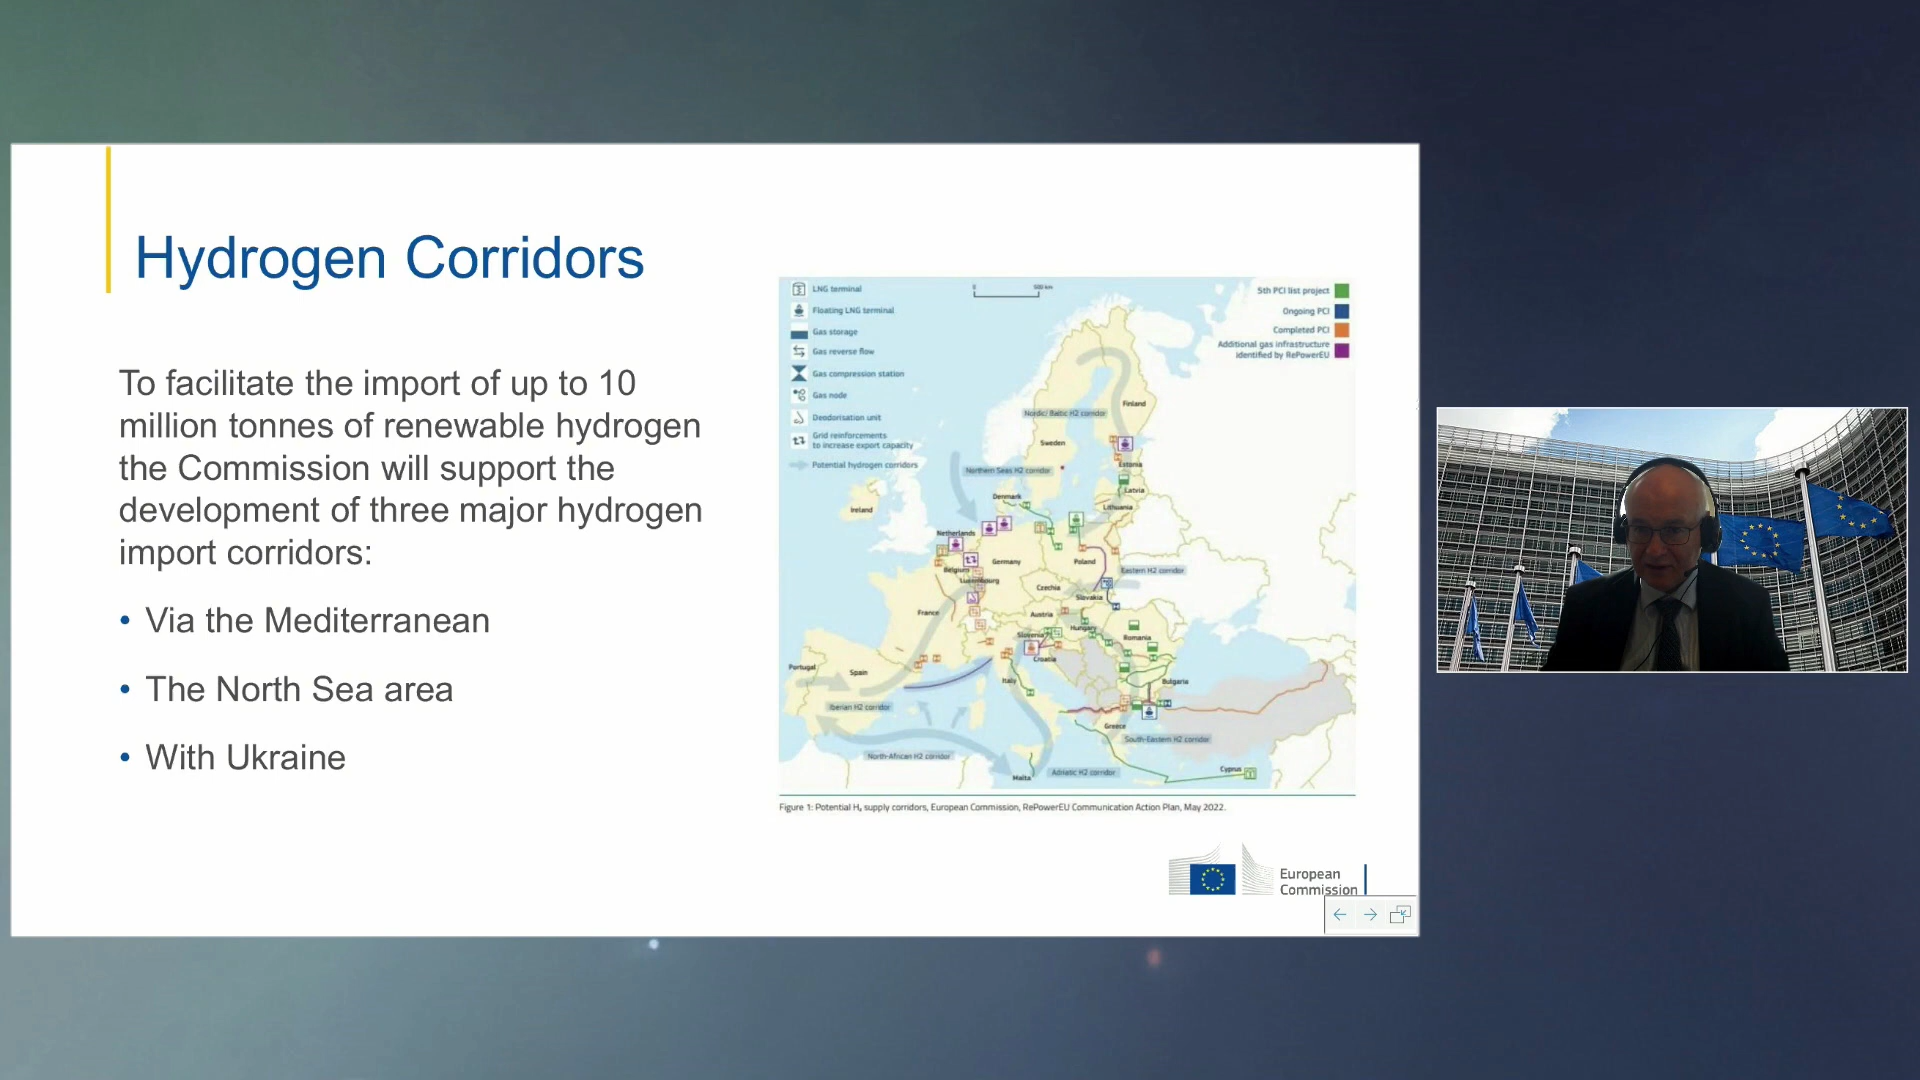 Hydrogen Corridors
To facilitate the import of up to 10
million tonnes of renewable hydrogen
the Commission will support the
development of three major hydrogen
import corridors:
• Via the Mediterranean
• The North Sea area
• With Ukraine
LNG terminal
Floating LNG terminal
Gas storage
Gas reverse flow
Gas compression station
Gas node
Deodorisation unit
Grid reinforcements
to increase export capacity
Potential hydrogen corridors
0 500 km
5th PCI list project
Ongoing PCI
Completed PCI
Additional gas infrastructure
identified by RePowerEU
Finland
Nordic/ Baltic H2 corridor
Sweden
Northern Seas H2 corridor
Estonia
Latvia
Denmark
Lithuania
Ireland
Netherlands
Germany
Poland
Belgium
Eastern H2 corridor
Luxembourg
Czechia
Slovakia
France
Austria
Hungary
Slovenia
Romania
Croatia
Portugal
Spain
Italy
Bulgaria
Iberian H2 corridor
Greece
South-Eastern H2 corridor
North-African H2 corridor
Malta
Adriatic H2 corridor
Cyprus
Figure 1: Potential H₂ supply corridors, European Commission, RePowerEU Communication Action Plan, May 2022.
European
Commission